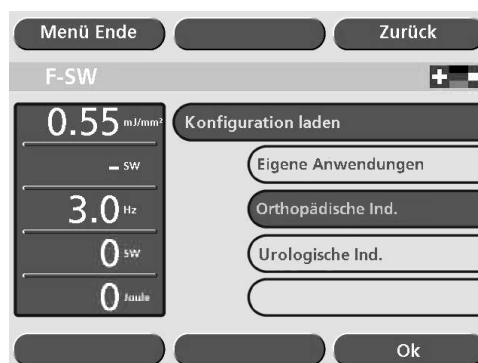 Menü Ende
Zurück
F-SW
0.55 mJ/mm²
Konfiguration laden
- SW
Eigene Anwendungen
3.0 Hz
Orthopädische Ind.
0 SW
Urologische Ind.
0 Joule
Ok